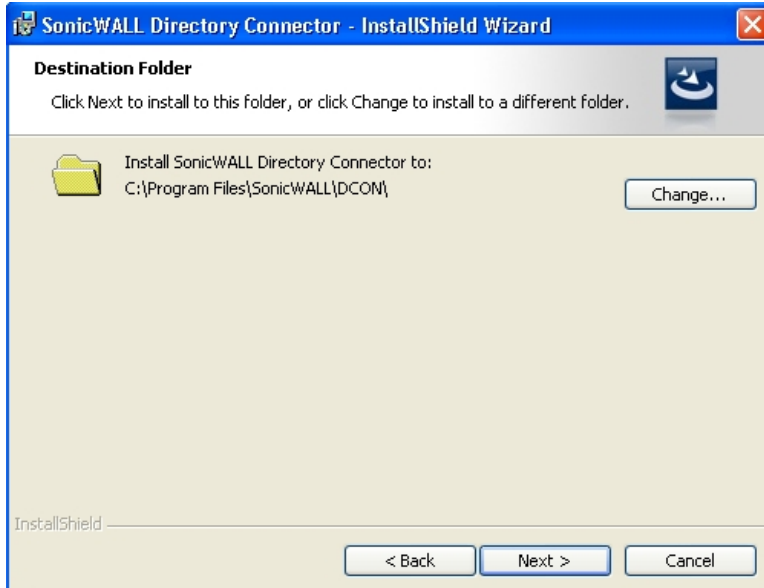 SonicWALL Directory Connector - InstallShield Wizard
Destination Folder
Click Next to install to this folder, or click Change to install to a different folder.
Install SonicWALL Directory Connector to:
C:\Program Files\SonicWALL\DCON\
Change...
InstallShield
< Back
Next >
Cancel